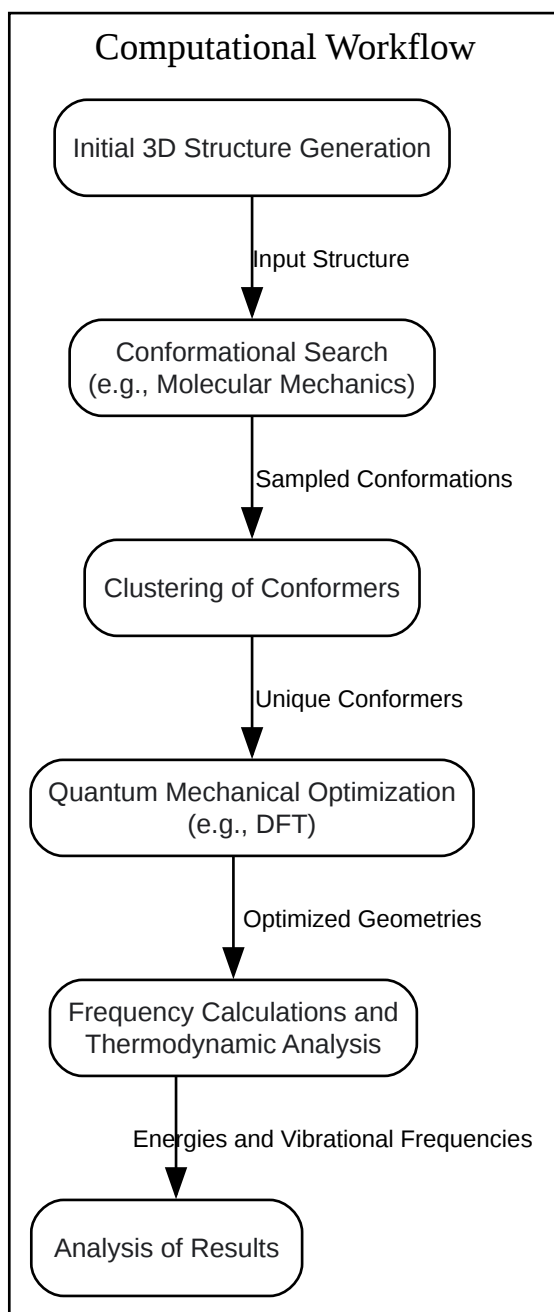 Computational Workflow
Initial 3D Structure Generation
Input Structure
Conformational Search
(e.g., Molecular Mechanics)
Sampled Conformations
Clustering of Conformers
Unique Conformers
Quantum Mechanical Optimization
(e.g., DFT)
Optimized Geometries
Frequency Calculations and
Thermodynamic Analysis
Energies and Vibrational Frequencies
Analysis of Results